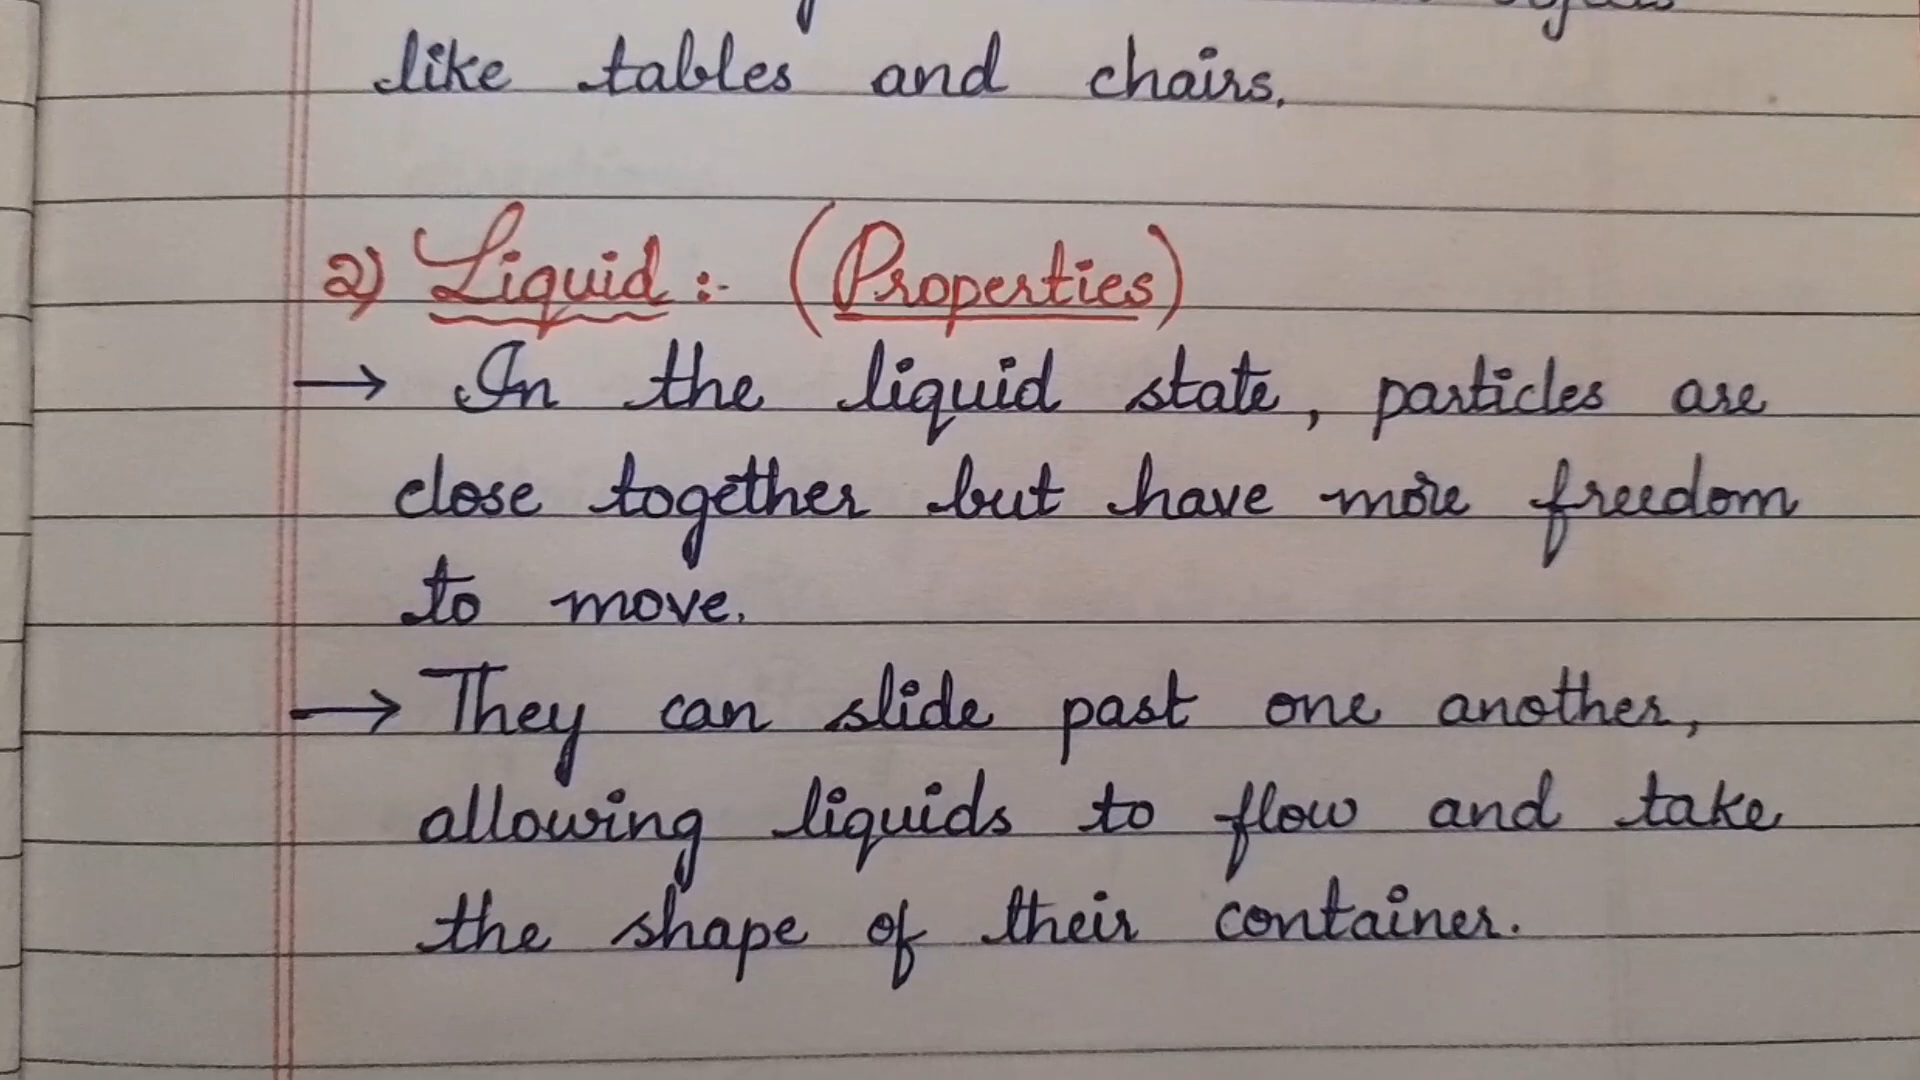 like tables and chairs.
2) Liquid :- (Properties)
→ In the liquid state, particles are
close together but have more freedom
to move.
→ They can slide past one another,
allowing liquids to flow and take
the shape of their container.